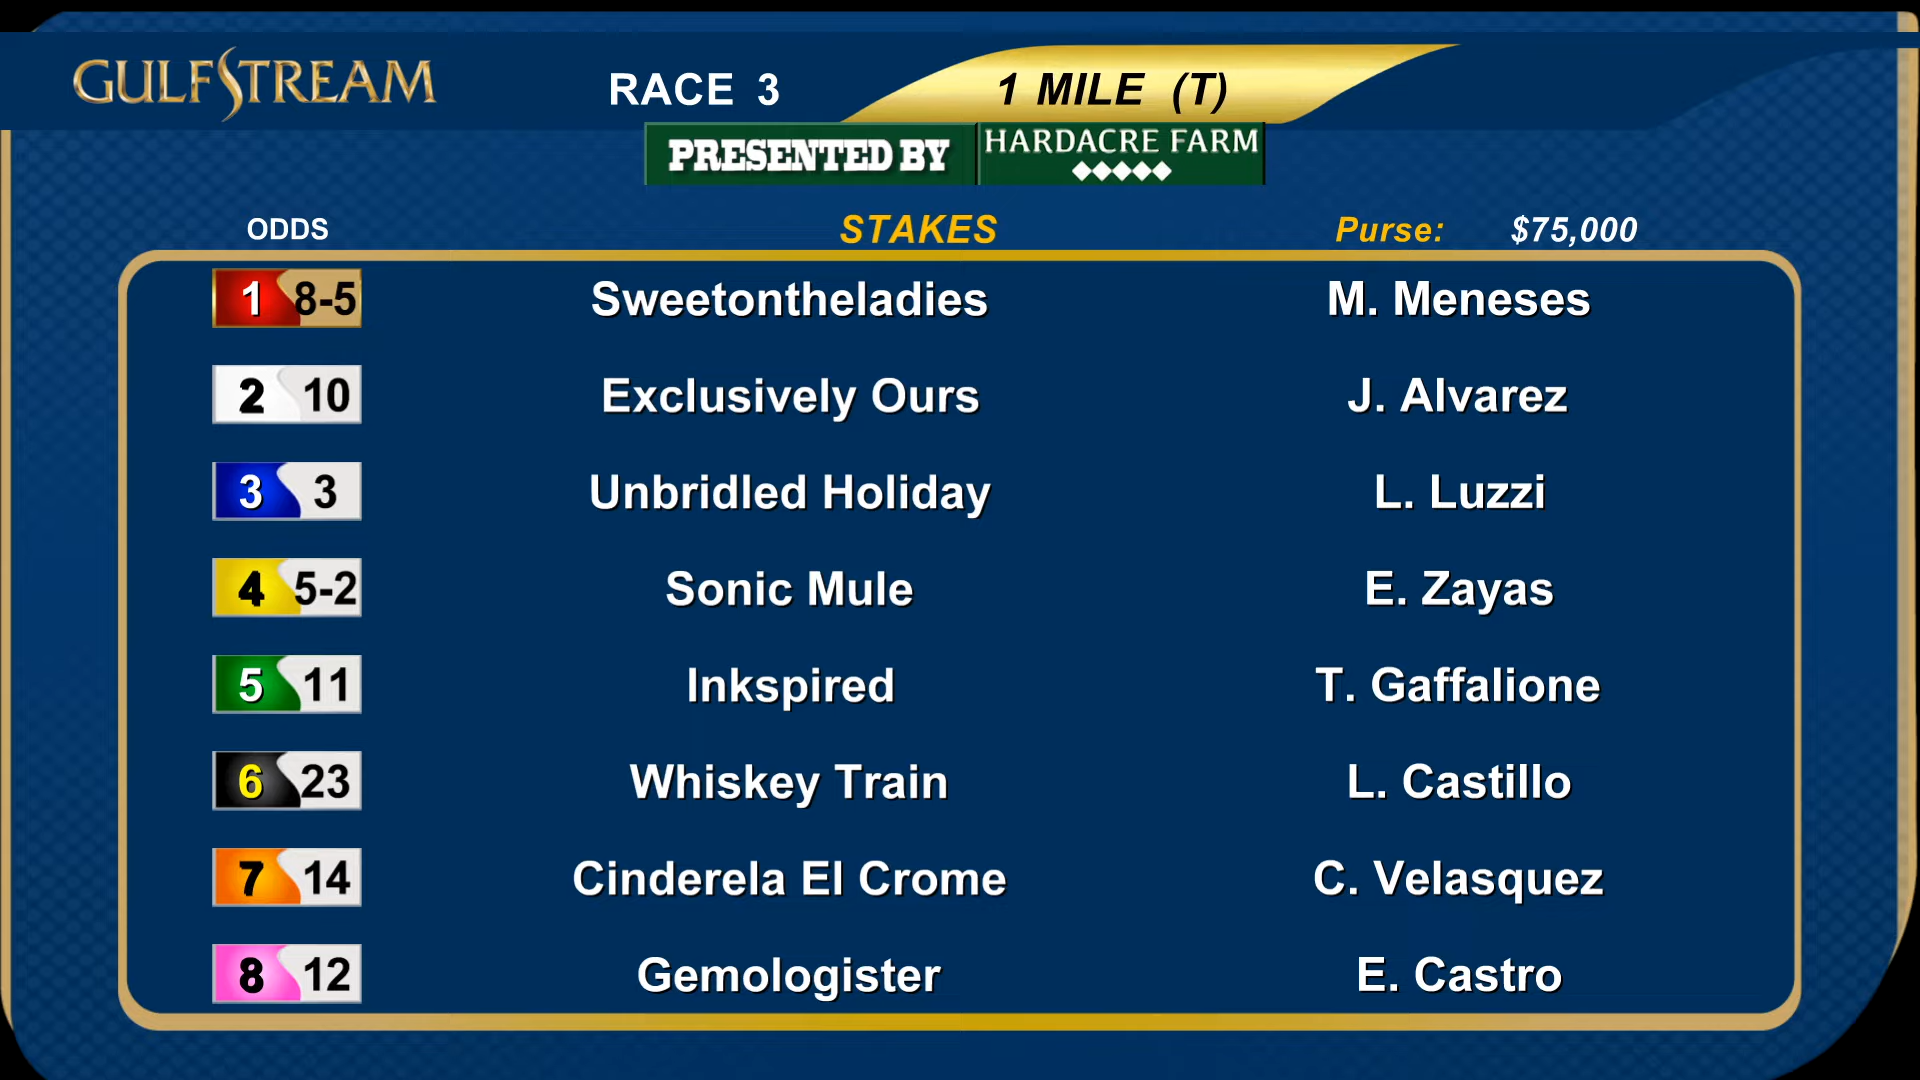 GULFSTREAM RACE 3 1 MILE (T)
PRESENTED BY HARDACRE FARM
ODDS STAKES Purse: $75,000
1 8-5 Sweetontheladies M. Meneses
2 10 Exclusively Ours J. Alvarez
3 3 Unbridled Holiday L. Luzzi
4 5-2 Sonic Mule E. Zayas
5 11 Inkspired T. Gaffalione
6 23 Whiskey Train L. Castillo
7 14 Cinderela El Crome C. Velasquez
8 12 Gemologister E. Castro